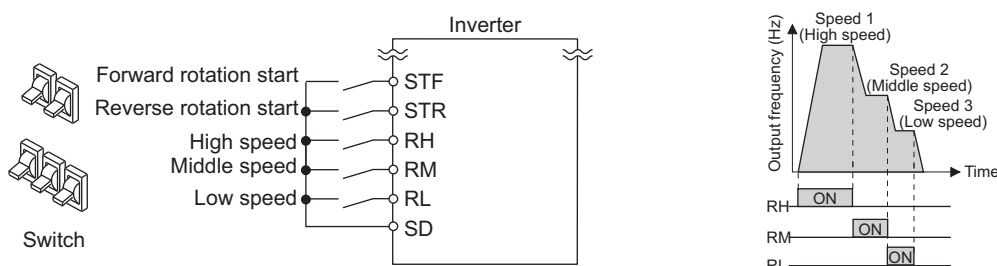 Inverter
Forward rotation start
STF
Reverse rotation start
STR
High speed
RH
Middle speed
RM
Low speed
RL
SD
Switch
Output frequency (Hz)
Speed 1
(High speed)
Speed 2
(Middle speed)
Speed 3
(Low speed)
Time
RH
ON
RM
ON
RL
ON